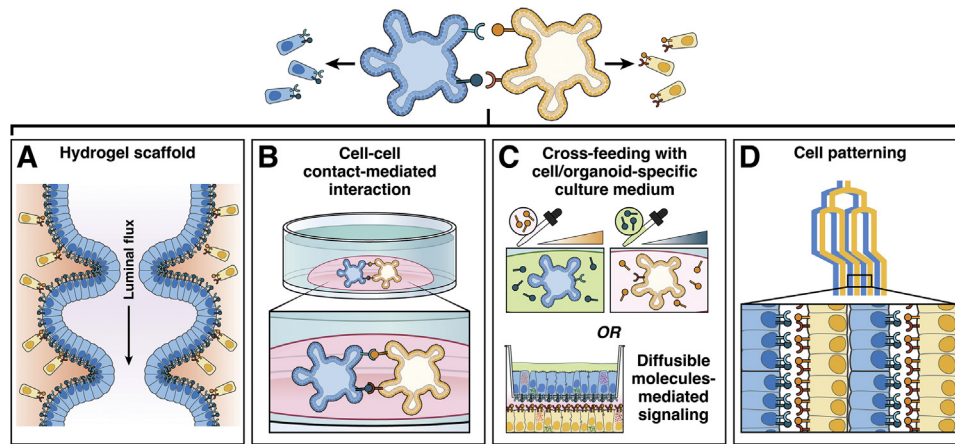 A Hydrogel scaffold
Luminal flux
B Cell-cell
contact-mediated
interaction
C Cross-feeding with
cell/organoid-specific
culture medium
OR
Diffusible
molecules-
mediated
signaling
D Cell patterning